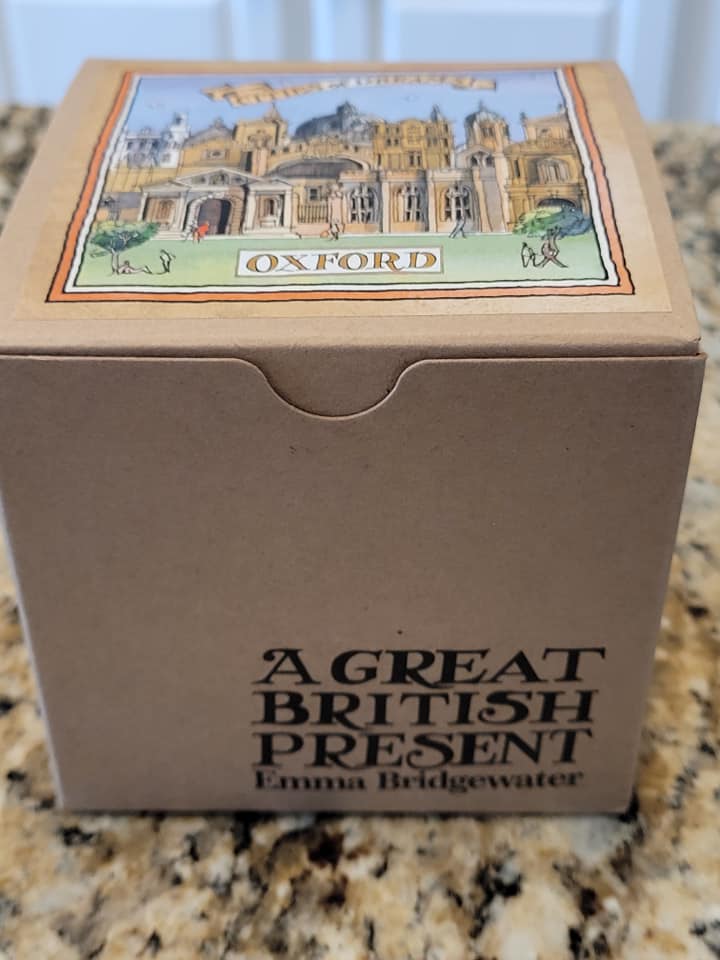 OXFORD
A GREAT
BRITISH
PRESENT
Emma Bridgewater